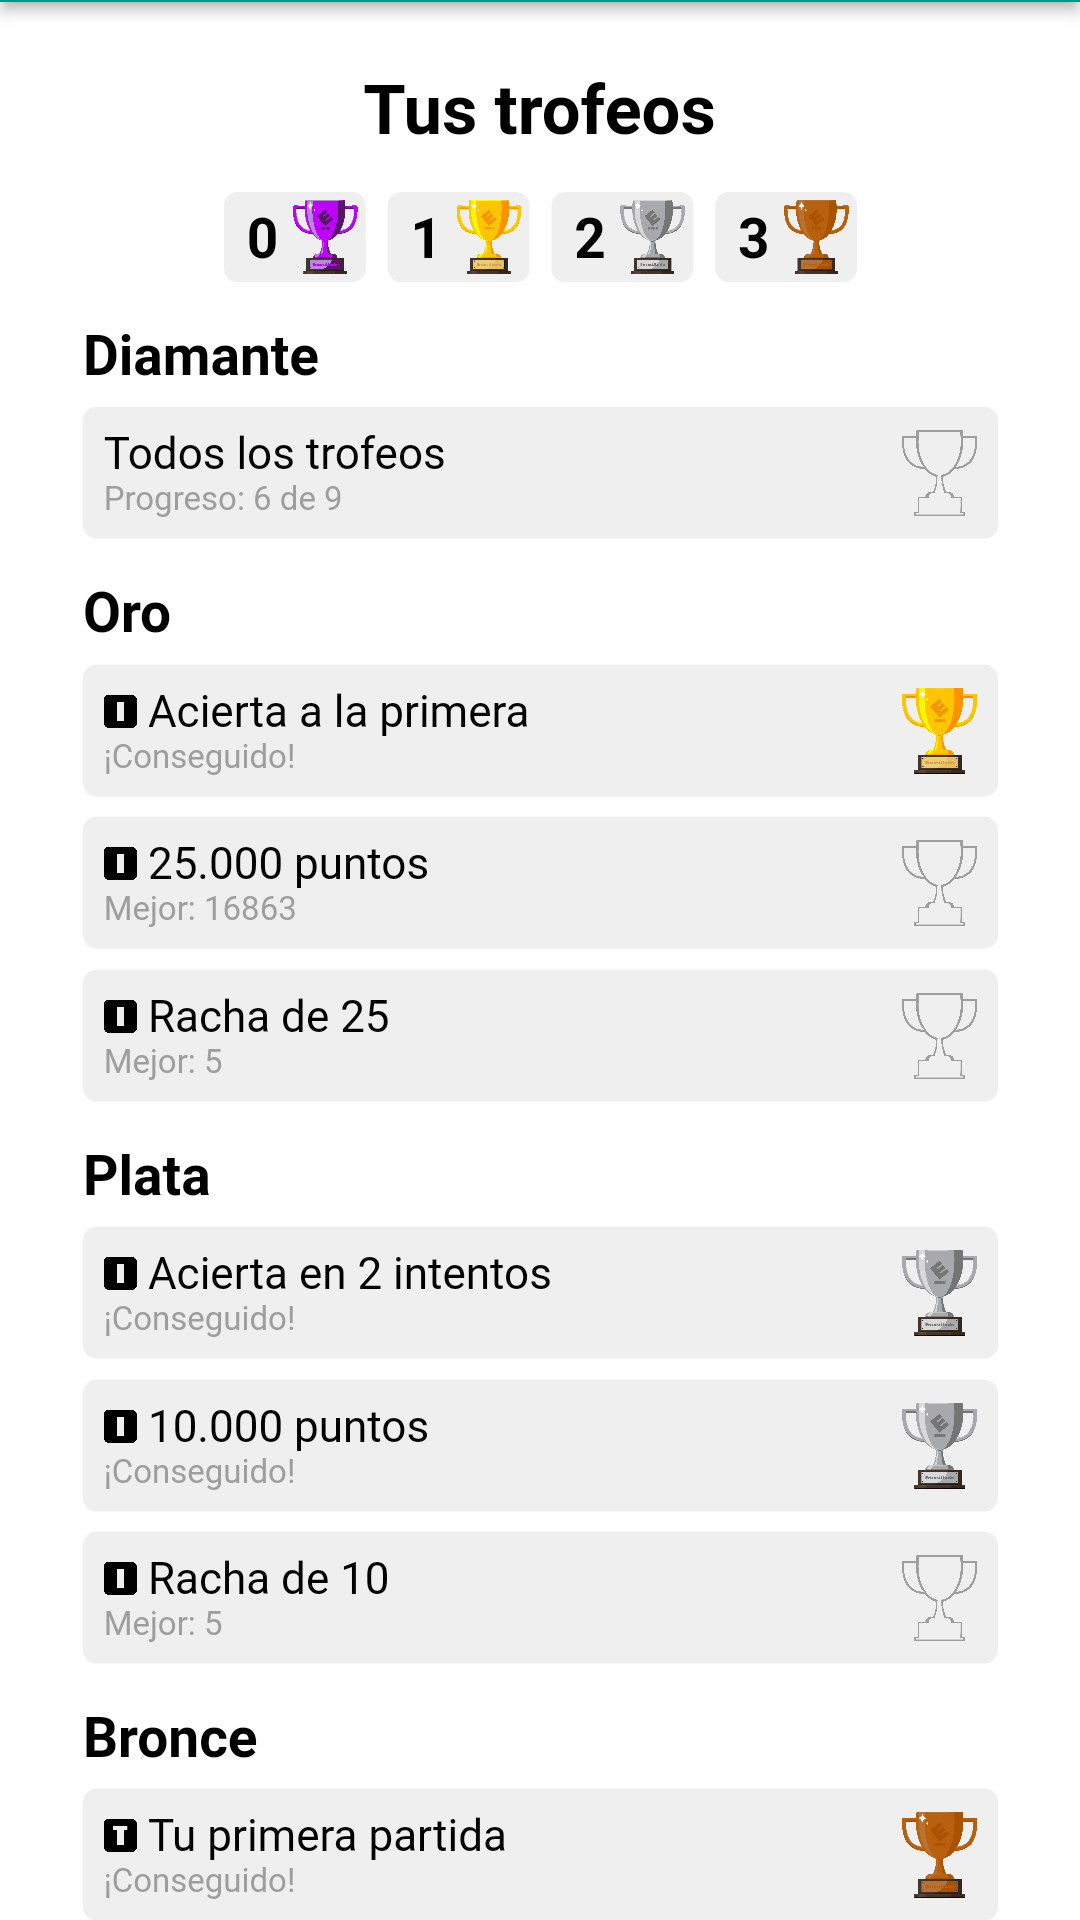 Tus trofeos
0 1 2 3
Diamante
Todos los trofeos
Progreso: 6 de 9
Oro
I Acierta a la primera
¡Conseguido!
I 25.000 puntos
Mejor: 16863
I Racha de 25
Mejor: 5
Plata
I Acierta en 2 intentos
¡Conseguido!
I 10.000 puntos
¡Conseguido!
I Racha de 10
Mejor: 5
Bronce
T Tu primera partida
¡Conseguido!